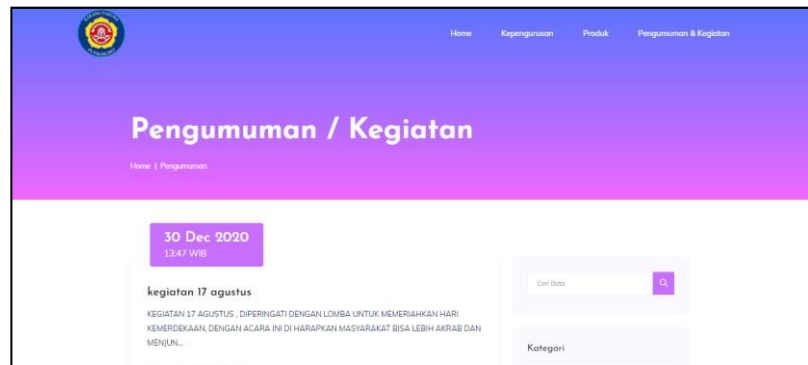 Home Kepengurusan Produk Pengumuman & Kegiatan
Pengumuman / Kegiatan
Home | Pengumuman
30 Dec 2020
13:47 WIB
kegiatan 17 agustus
KEGIATAN 17 AGUSTUS , DIPERINGATI DENGAN LOMBA UNTUK MEMERIAHKAN HARI
KEMERDEKAAN, DENGAN ACARA INI DI HARAPKAN MASYARAKAT BISA LEBIH AKRAB DAN
MENJUN...
Cari Data
Kategori